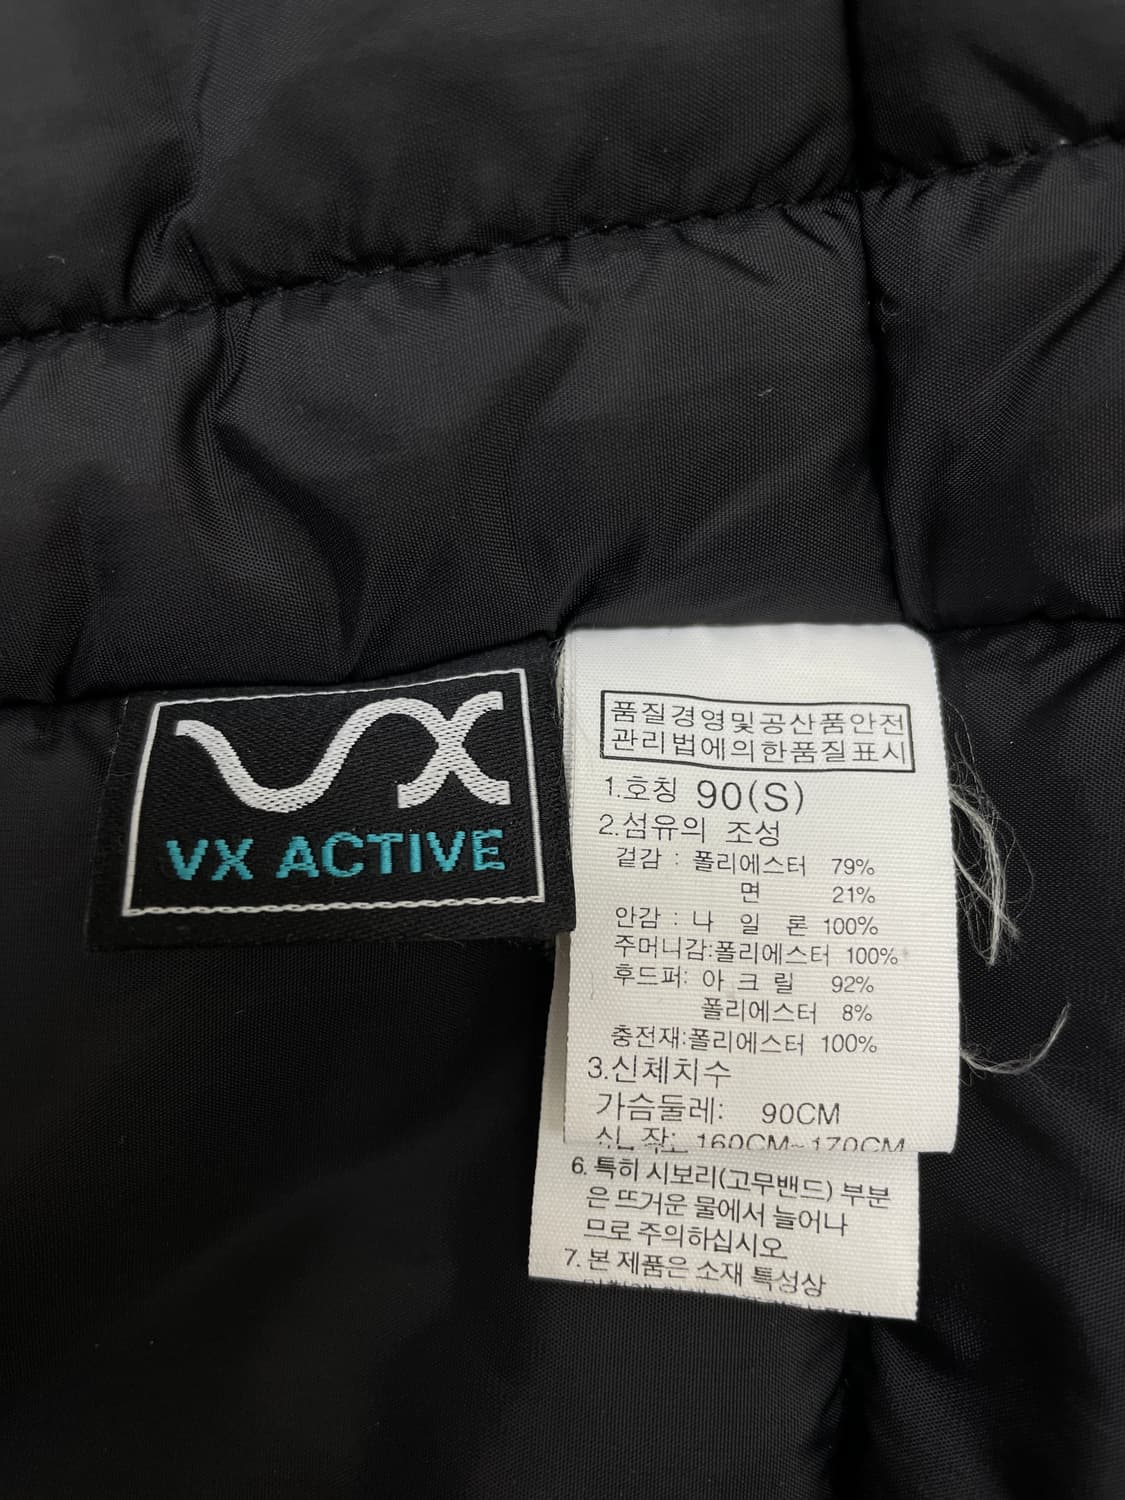 VX
VX ACTIVE
품질경영및공산품안전
관리법에의한품질표시
1.호칭 90(S)
2.섬유의 조성
겉감 : 폴리에스터 79%
면 21%
안감 : 나 일 론 100%
주머니감:폴리에스터 100%
후드퍼: 아 크 릴 92%
폴리에스터 8%
충전재:폴리에스터 100%
3.신체치수
가슴둘레: 90CM
신 장: 160CM~170CM
6. 특히 시보리(고무밴드) 부분
은 뜨거운 물에서 늘어나
므로 주의하십시오
7. 본 제품은 소재 특성상